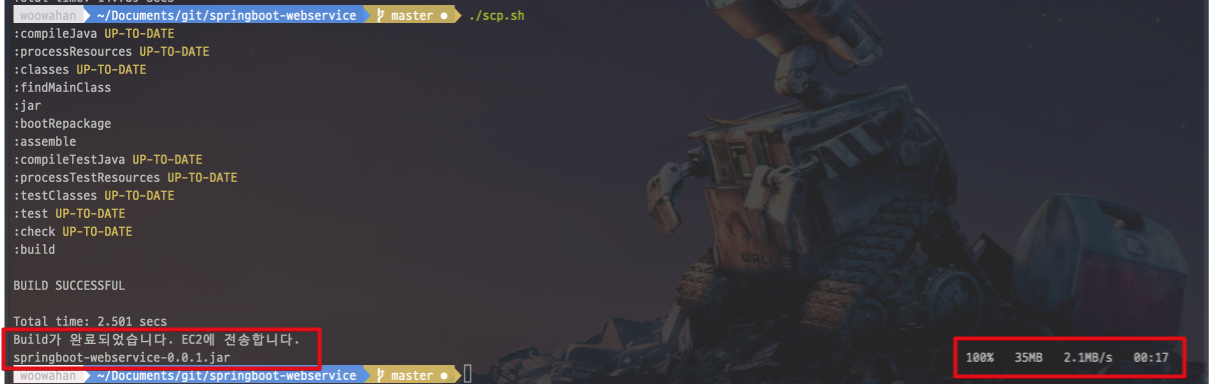 Total time: 14.789 secs
woowahan ~/Documents/git/springboot-webservice master ● ./scp.sh
:compileJava UP-TO-DATE
:processResources UP-TO-DATE
:classes UP-TO-DATE
:findMainClass
:jar
:bootRepackage
:assemble
:compileTestJava UP-TO-DATE
:processTestResources UP-TO-DATE
:testClasses UP-TO-DATE
:test UP-TO-DATE
:check UP-TO-DATE
:build
BUILD SUCCESSFUL
Total time: 2.501 secs
Build가 완료되었습니다. EC2에 전송합니다.
springboot-webservice-0.0.1.jar 100% 35MB 2.1MB/s 00:17
woowahan ~/Documents/git/springboot-webservice master ●
WALL